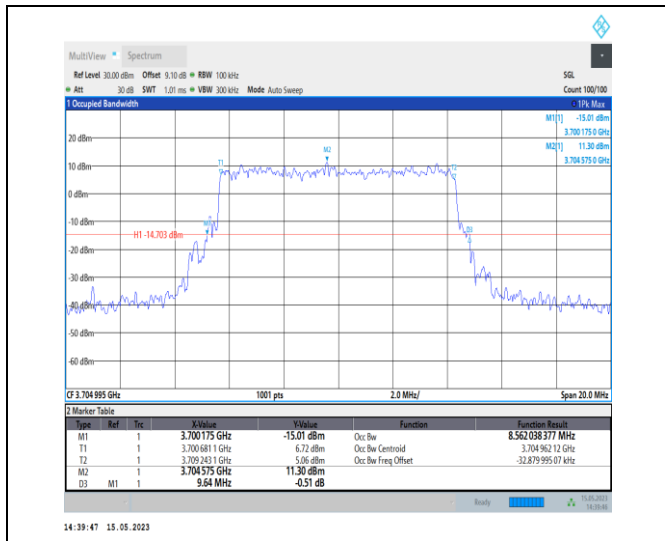 MultiView Spectrum
Ref Level 30.00 dBm Offset 9.10 dB RBW 100 kHz SGL
Att 30 dB SWT 1.01 ms VBW 300 kHz Mode Auto Sweep Count 100/100
1 Occupied Bandwidth 1Pk Max
M1[1] -15.01 dBm
3.700 175 0 GHz
M2[1] 11.30 dBm
3.704 575 0 GHz
20 dBm
M2
T1
T2
10 dBm
0 dBm
-10 dBm
M1
D3
H1 -14.703 dBm
-20 dBm
-30 dBm
-40 dBm
-50 dBm
-60 dBm
CF 3.704 995 GHz 1001 pts 2.0 MHz/ Span 20.0 MHz
2 Marker Table
Type Ref Trc X-Value Y-Value Function Function Result
M1 1 3.700 175 GHz -15.01 dBm Occ Bw 8.562 038 377 MHz
T1 1 3.700 681 1 GHz 6.72 dBm Occ Bw Centroid 3.704 962 12 GHz
T2 1 3.709 243 1 GHz 5.06 dBm Occ Bw Freq Offset -32.879 995 07 kHz
M2 1 3.704 575 GHz 11.30 dBm
D3 M1 1 9.64 MHz -0.51 dB
Ready 15.05.2023
14:39:46
14:39:47 15.05.2023